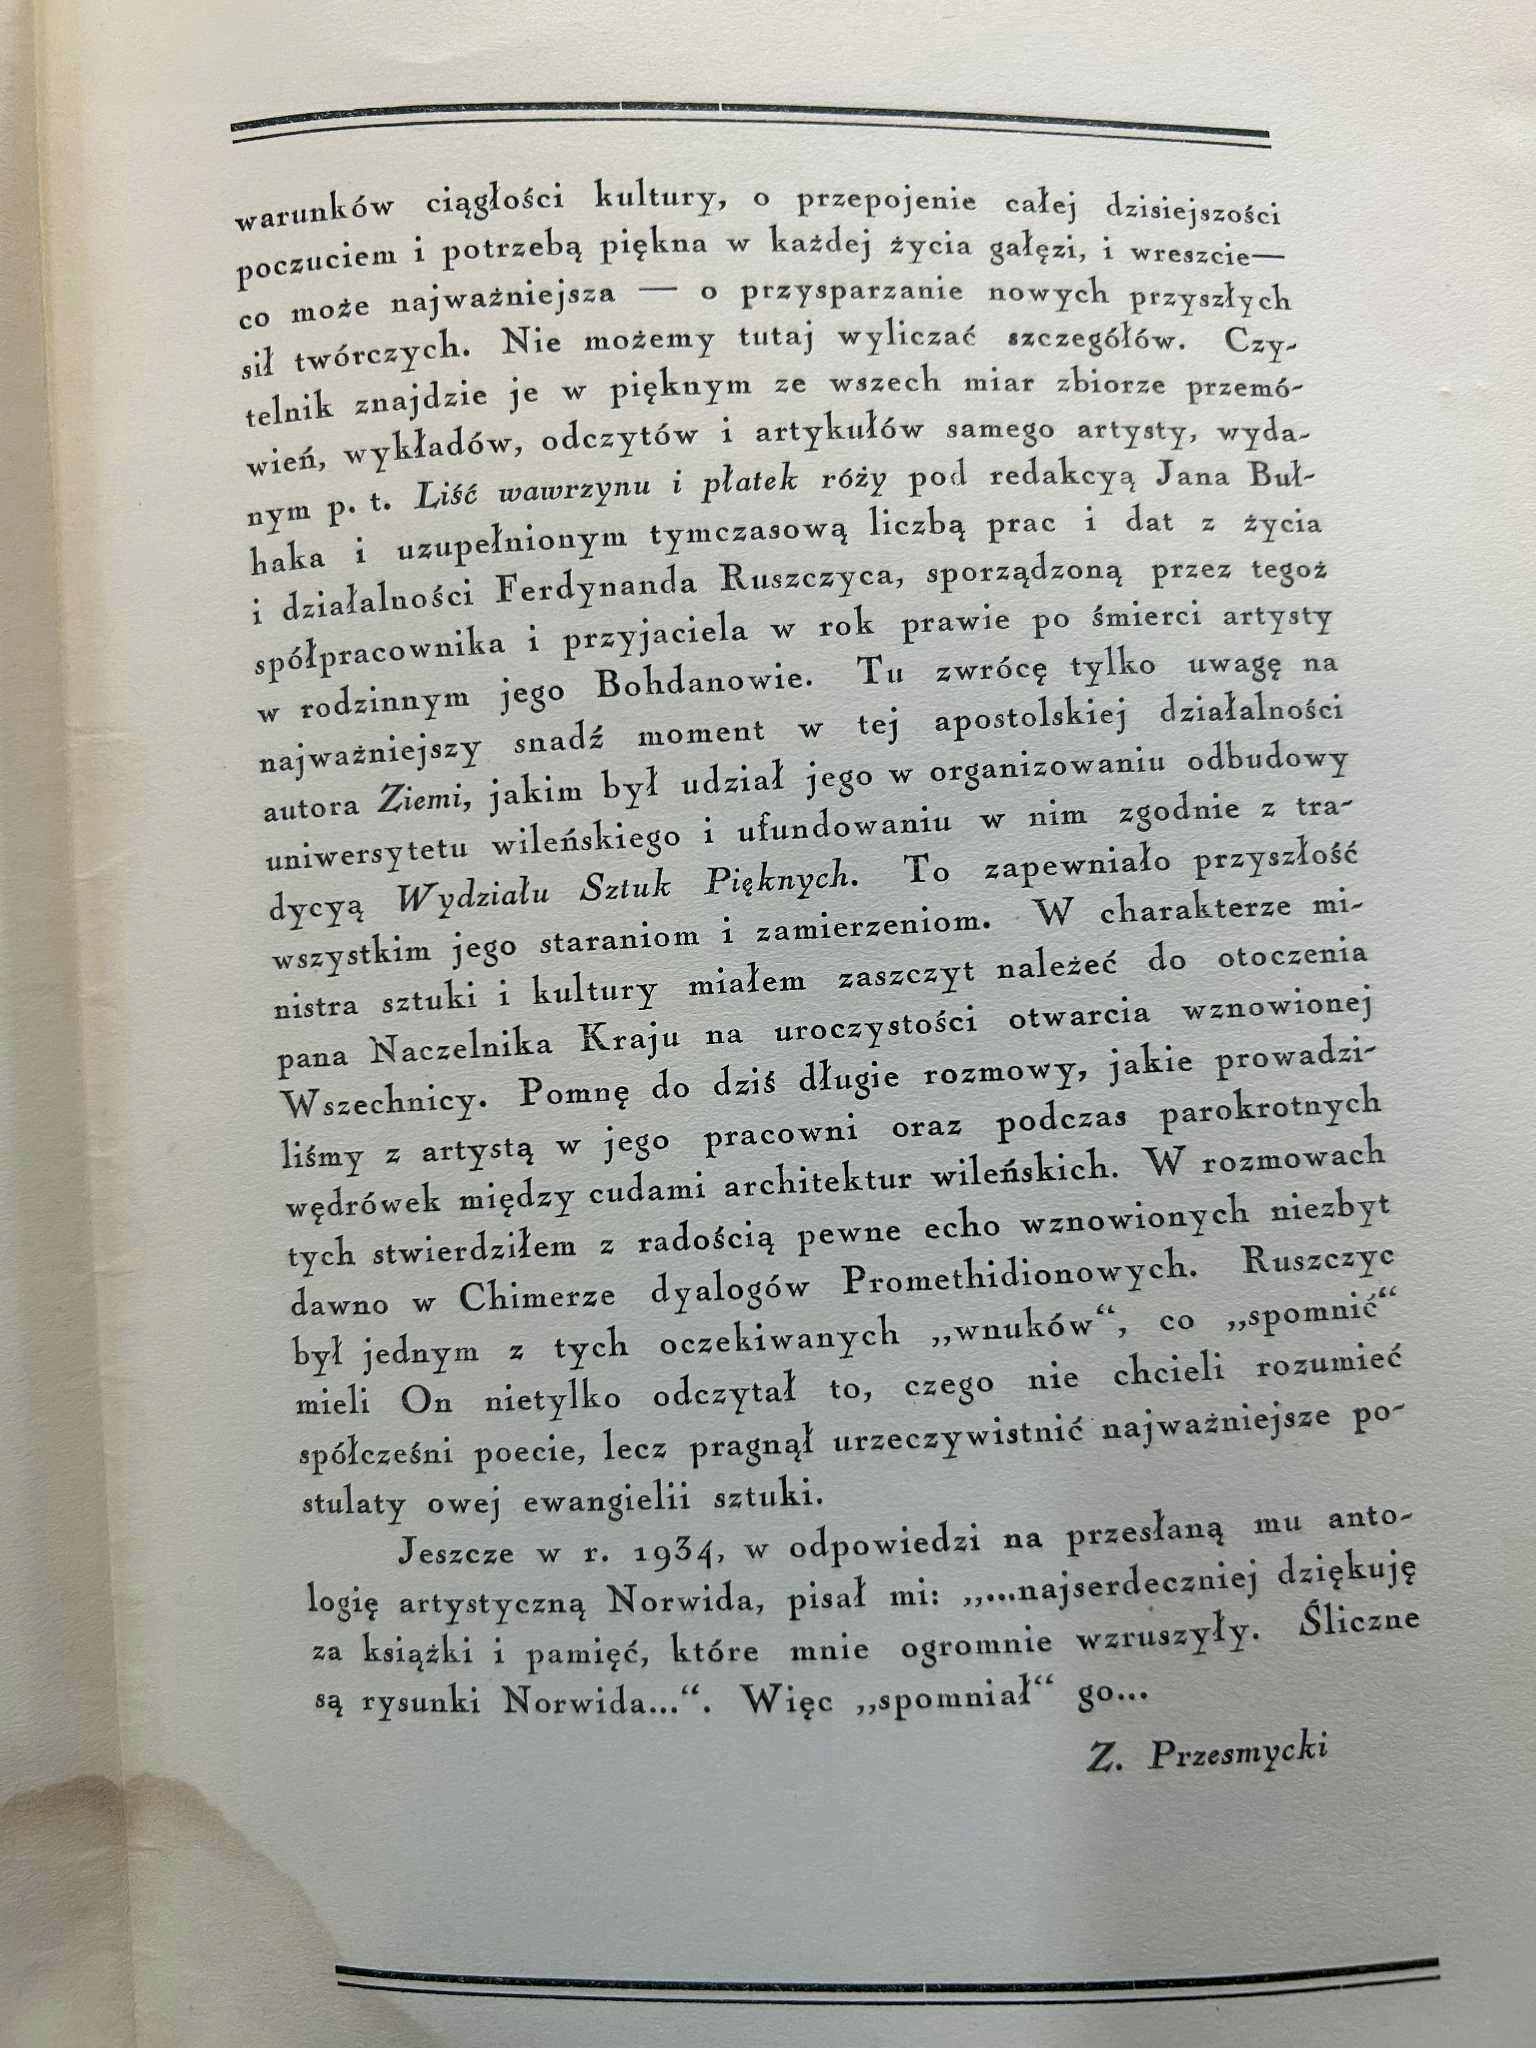 warunków ciągłości kultury, o przepojenie całej dzisiejszości
poczuciem i potrzebą piękna w każdej życia gałęzi, i wreszcie—
co może najważniejsza — o przysparzanie nowych przyszłych
sił twórczych. Nie możemy tutaj wyliczać szczegółów. Czy-
telnik znajdzie je w pięknym ze wszech miar zbiorze przemó-
wień, wykładów, odczytów i artykułów samego artysty, wyda-
nym p. t. Liść wawrzynu i płatek róży pod redakcyą Jana Buł-
haka i uzupełnionym tymczasową liczbą prac i dat z życia
i działalności Ferdynanda Ruszczyca, sporządzoną przez tegoż
spółpracownika i przyjaciela w rok prawie po śmierci artysty
w rodzinnym jego Bohdanowie. Tu zwrócę tylko uwagę na
najważniejszy snadź moment w tej apostolskiej działalności
autora Ziemi, jakim był udział jego w organizowaniu odbudowy
uniwersytetu wileńskiego i ufundowaniu w nim zgodnie z tra-
dycyą Wydziału Sztuk Pięknych. To zapewniało przyszłość
wszystkim jego staraniom i zamierzeniom. W charakterze mi-
nistra sztuki i kultury miałem zaszczyt należeć do otoczenia
pana Naczelnika Kraju na uroczystości otwarcia wznowionej
Wszechnicy. Pomnę do dziś długie rozmowy, jakie prowadzi-
liśmy z artystą w jego pracowni oraz podczas parokrotnych
wędrówek między cudami architektur wileńskich. W rozmowach
tych stwierdziłem z radością pewne echo wznowionych niezbyt
dawno w Chimerze dyalogów Promethidionowych. Ruszczyc
był jednym z tych oczekiwanych „wnuków“, co „spomnić“
mieli On nietylko odczytał to, czego nie chcieli rozumieć
spółcześni poecie, lecz pragnął urzeczywistnić najważniejsze po-
stulaty owej ewangielii sztuki.
Jeszcze w r. 1934, w odpowiedzi na przesłaną mu anto-
logię artystyczną Norwida, pisał mi: „...najserdeczniej dziękuję
za książki i pamięć, które mnie ogromnie wzruszyły. Śliczne
są rysunki Norwida...“. Więc „spomniał“ go...
Z. Przesmycki